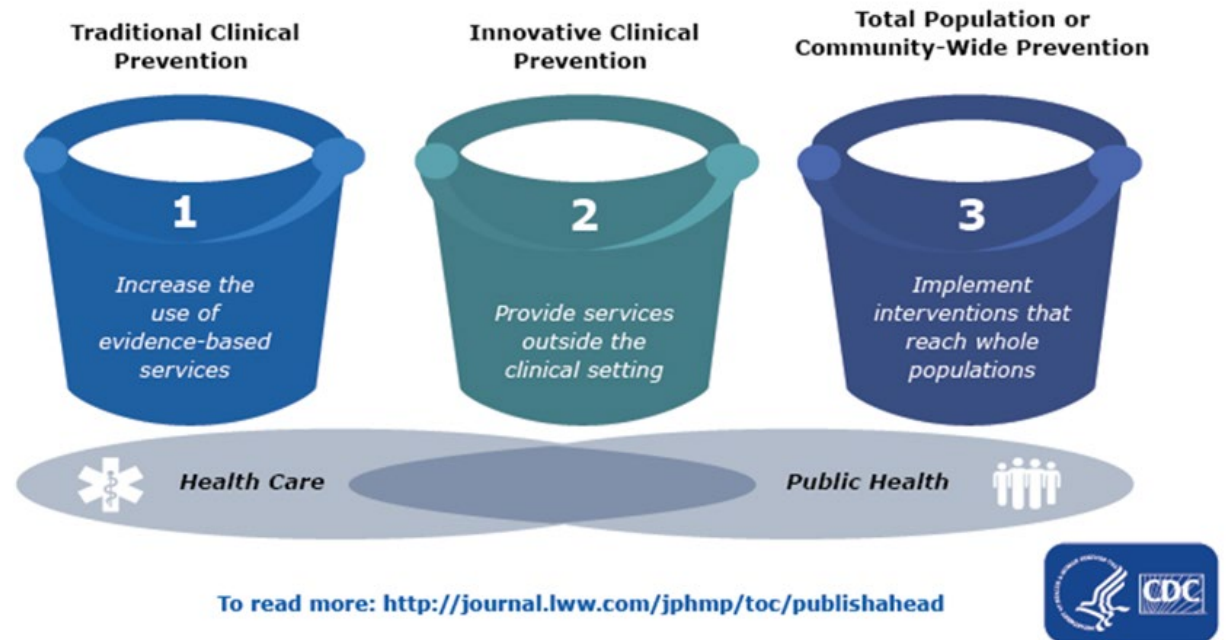 Traditional Clinical
Prevention
Innovative Clinical
Prevention
Total Population or
Community-Wide Prevention
1
Increase the
use of
evidence-based
services
2
Provide services
outside the
clinical setting
3
Implement
interventions that
reach whole
populations
Health Care
Public Health
To read more: http://journal.lww.com/jphmp/toc/publishahead
CDC